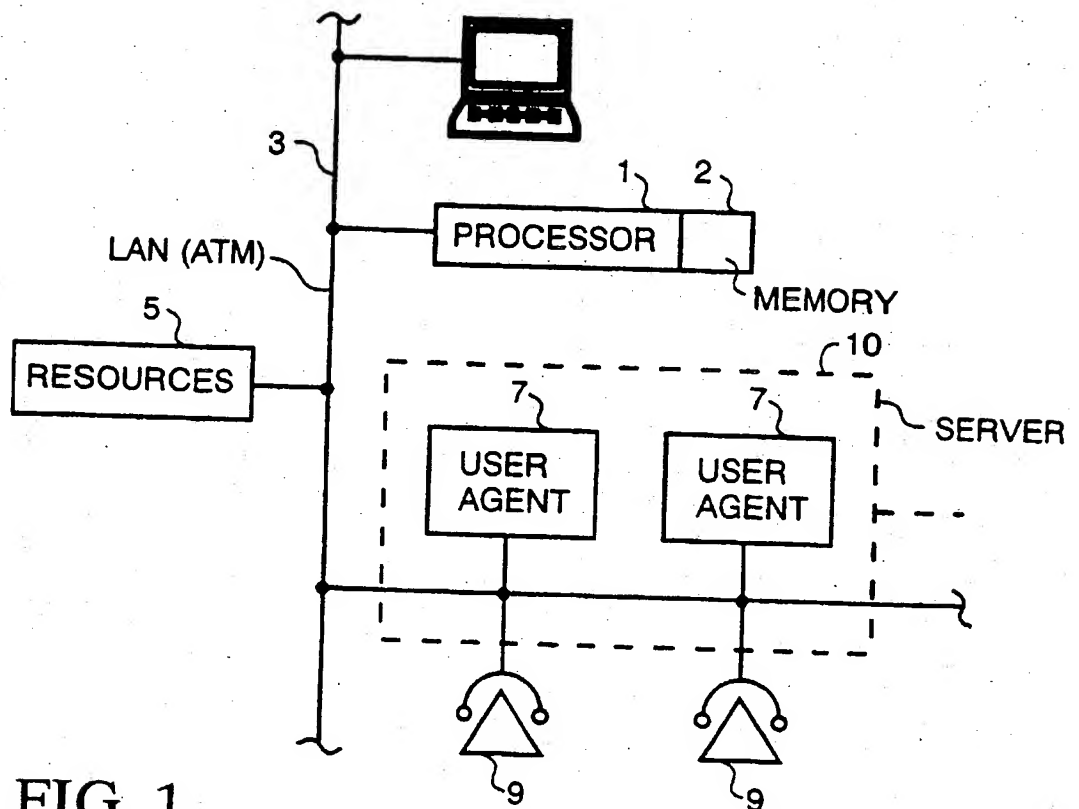 3
1 2
PROCESSOR
LAN (ATM)
MEMORY
5
10
RESOURCES
7 7
SERVER
USER
AGENT
USER
AGENT
9 9
FIG. 1